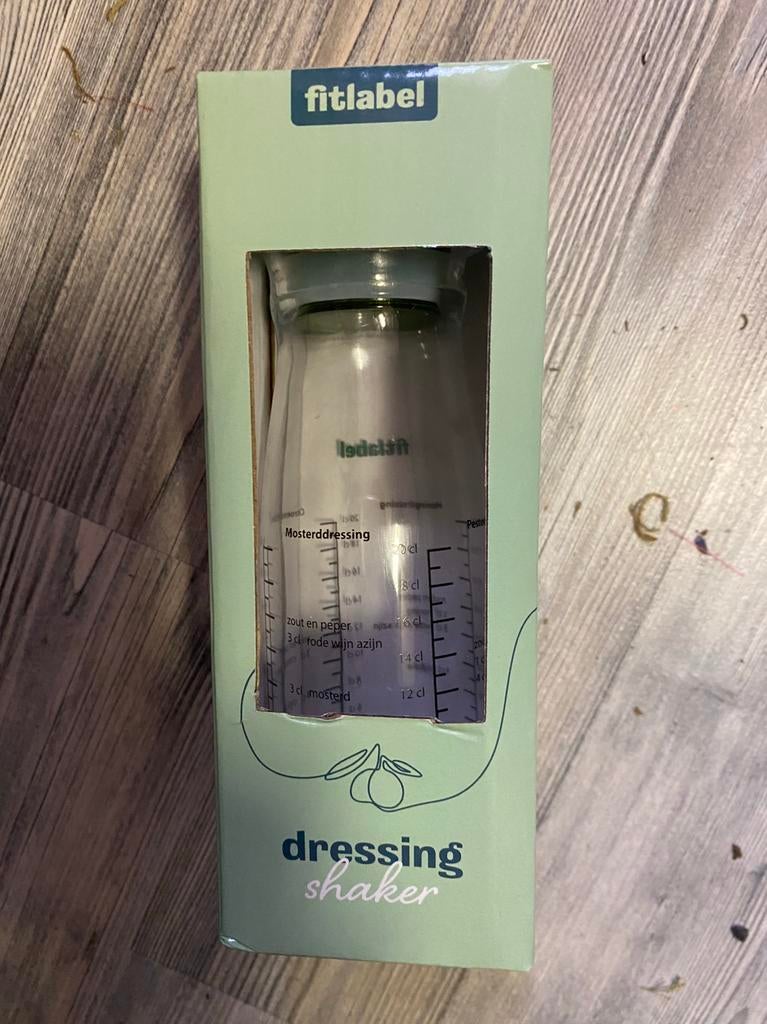 fitlabel
fitlabel
Mosterddressing
20 cl
18 cl
zout en peper
16 cl
3 cl rode wijn azijn
14 cl
3 cl mosterd
12 cl
dressing
shaker